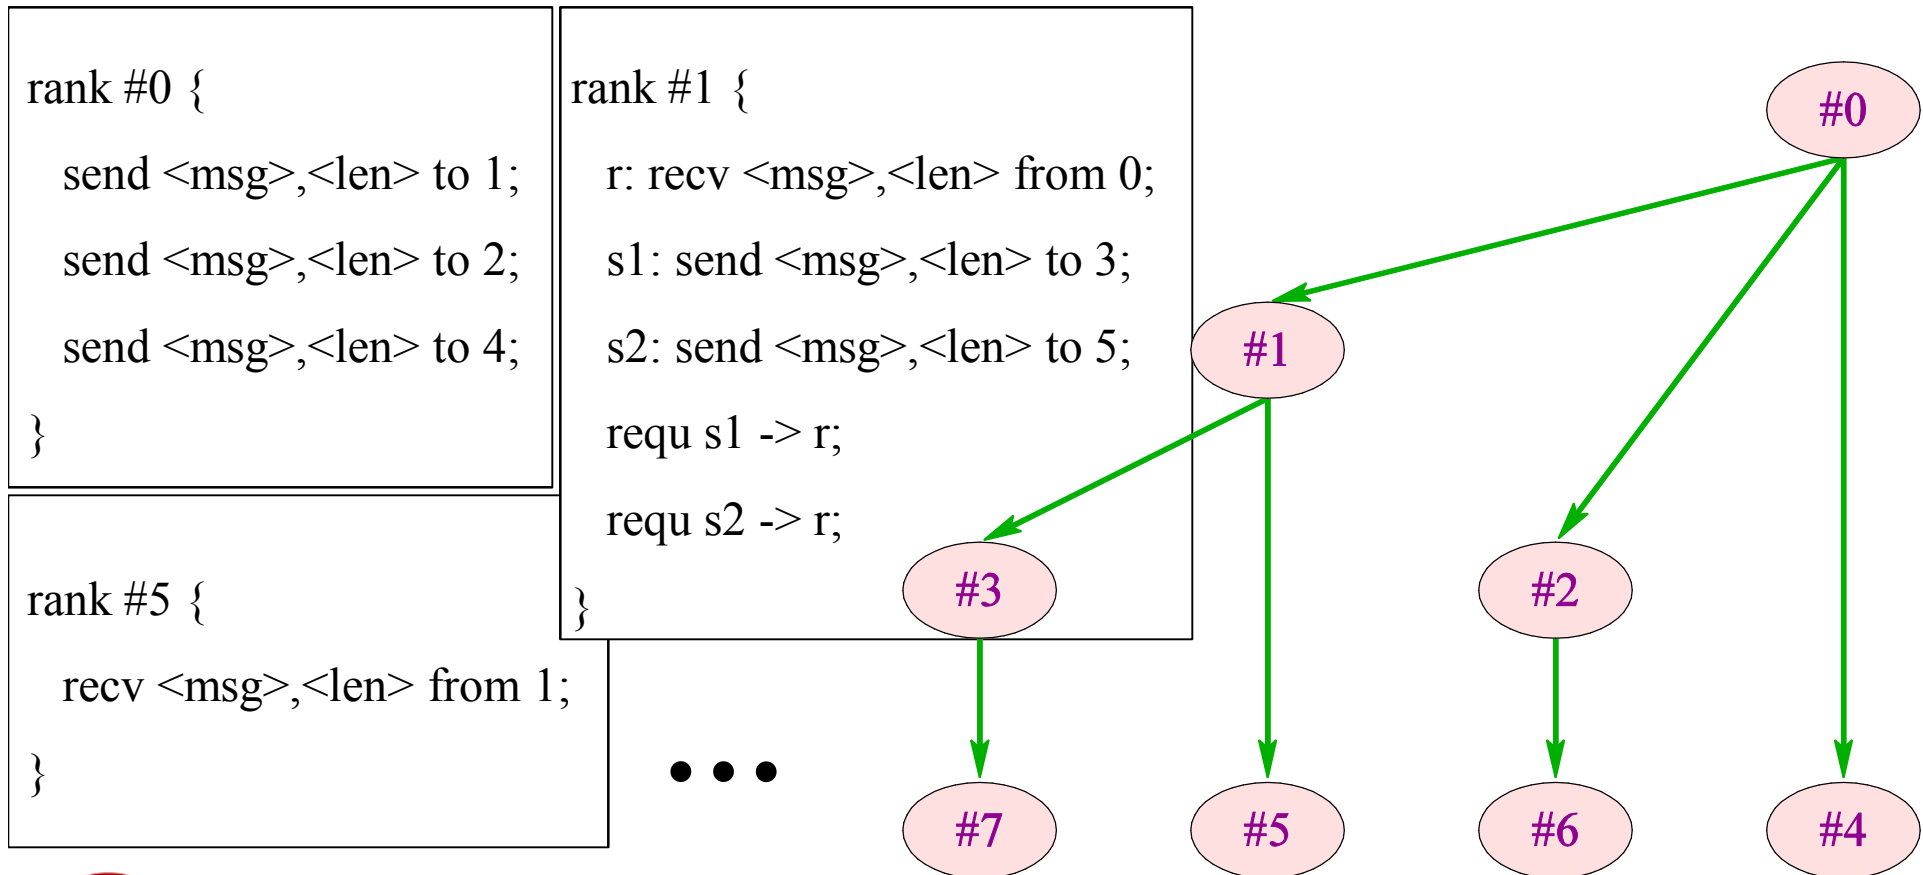 rank #0 {
send <msg>,<len> to 1;
send <msg>,<len> to 2;
send <msg>,<len> to 4;
}
rank #1 {
r: recv <msg>,<len> from 0;
s1: send <msg>,<len> to 3;
s2: send <msg>,<len> to 5;
requ s1 -> r;
requ s2 -> r;
}
rank #5 {
recv <msg>,<len> from 1;
}
• • •
#0
#1
#3
#2
#7
#5
#6
#4